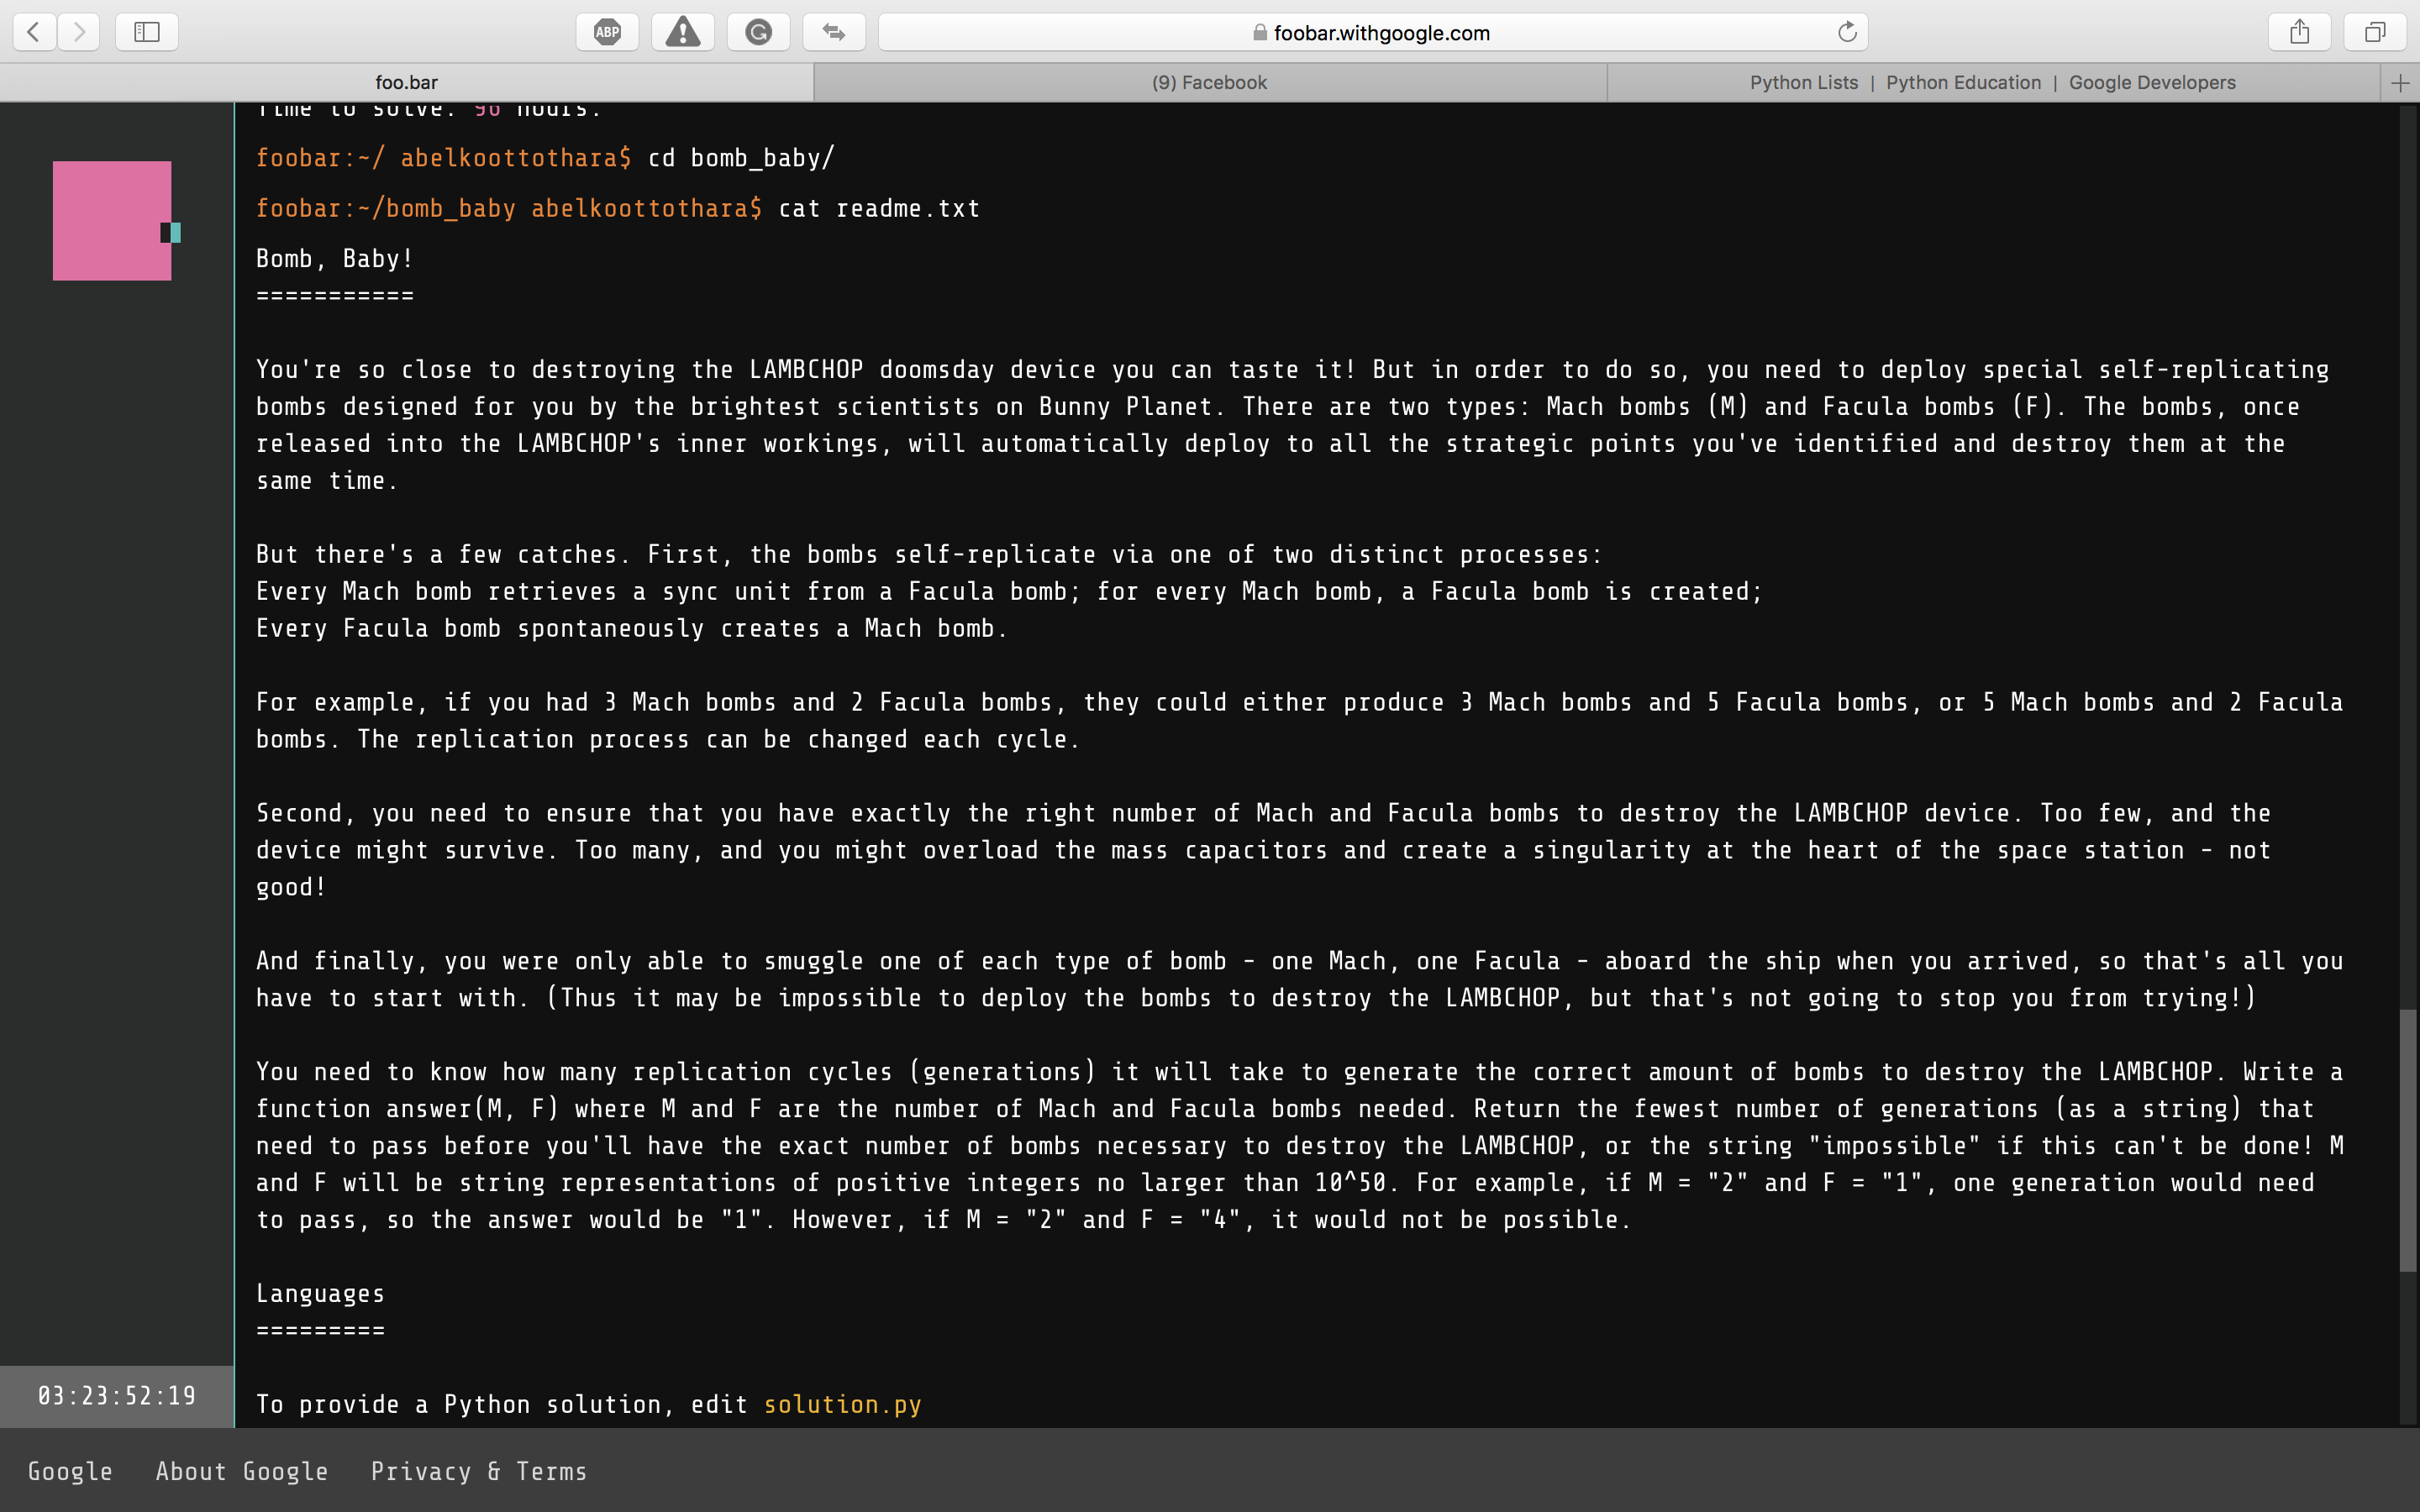 ABP
foobar.withgoogle.com
foo.bar
(9) Facebook
Python Lists | Python Education | Google Developers
Time to solve: 96 hours.
foobar:~/ abelkoottothara$ cd bomb_baby/
foobar:~/bomb_baby abelkoottothara$ cat readme.txt
Bomb, Baby!
===========
You're so close to destroying the LAMBCHOP doomsday device you can taste it! But in order to do so, you need to deploy special self-replicating
bombs designed for you by the brightest scientists on Bunny Planet. There are two types: Mach bombs (M) and Facula bombs (F). The bombs, once
released into the LAMBCHOP's inner workings, will automatically deploy to all the strategic points you've identified and destroy them at the
same time.
But there's a few catches. First, the bombs self-replicate via one of two distinct processes:
Every Mach bomb retrieves a sync unit from a Facula bomb; for every Mach bomb, a Facula bomb is created;
Every Facula bomb spontaneously creates a Mach bomb.
For example, if you had 3 Mach bombs and 2 Facula bombs, they could either produce 3 Mach bombs and 5 Facula bombs, or 5 Mach bombs and 2 Facula
bombs. The replication process can be changed each cycle.
Second, you need to ensure that you have exactly the right number of Mach and Facula bombs to destroy the LAMBCHOP device. Too few, and the
device might survive. Too many, and you might overload the mass capacitors and create a singularity at the heart of the space station - not
good!
And finally, you were only able to smuggle one of each type of bomb - one Mach, one Facula - aboard the ship when you arrived, so that's all you
have to start with. (Thus it may be impossible to deploy the bombs to destroy the LAMBCHOP, but that's not going to stop you from trying!)
You need to know how many replication cycles (generations) it will take to generate the correct amount of bombs to destroy the LAMBCHOP. Write a
function answer(M, F) where M and F are the number of Mach and Facula bombs needed. Return the fewest number of generations (as a string) that
need to pass before you'll have the exact number of bombs necessary to destroy the LAMBCHOP, or the string "impossible" if this can't be done! M
and F will be string representations of positive integers no larger than 10^50. For example, if M = "2" and F = "1", one generation would need
to pass, so the answer would be "1". However, if M = "2" and F = "4", it would not be possible.
Languages
=========
To provide a Python solution, edit solution.py
03:23:52:19
Google About Google Privacy & Terms